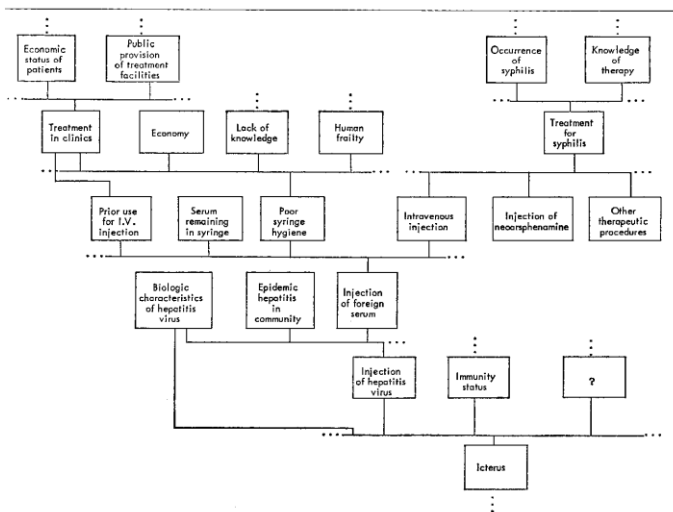 Economic
status of
patients
Public
provision
of treatment
facilities
Occurrence
of
syphilis
Knowledge
of
therapy
Treatment
in clinics
Economy
Lack of
knowledge
Human
frailty
Treatment
for
syphilis
Prior use
for I.V.
injection
Serum
remaining
in syringe
Poor
syringe
hygiene
Intravenous
injection
Injection of
neoarsphenamine
Other
therapeutic
procedures
Biologic
characteristics
of hepatitis
virus
Epidemic
hepatitis
in
community
Injection
of foreign
serum
Injection
of hepatitis
virus
Immunity
status
?
Icterus